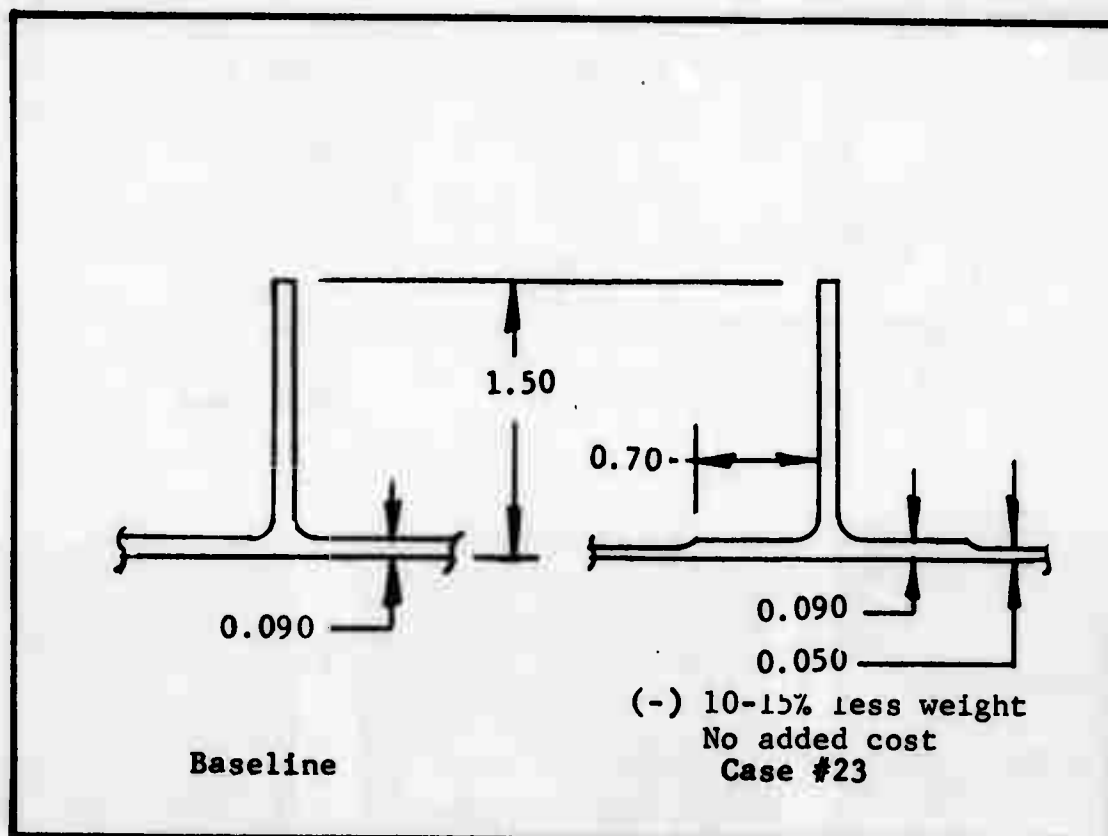 1.50
0.70
0.090
0.090
0.050
(-) 10-15% less weight
No added cost
Case #23
Baseline